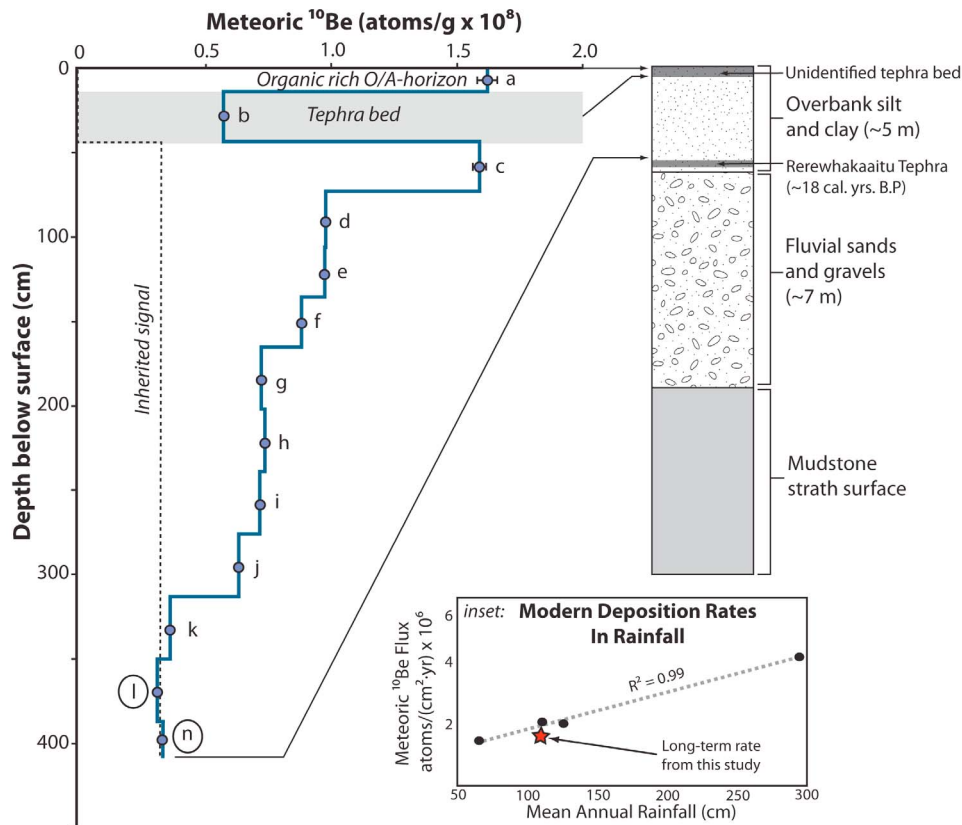 Meteoric ¹⁰Be (atoms/g x 10⁸)
0 0.5 1.0 1.5 2.0
0
100
200
300
400
Depth below surface (cm)
Organic rich O/A-horizon
Tephra bed
Inherited signal
a
b
c
d
e
f
g
h
i
j
k
l
n
Unidentified tephra bed
Overbank silt
and clay (~5 m)
Rerewhakaaitu Tephra
(~18 cal. yrs. B.P)
Fluvial sands
and gravels
(~7 m)
Mudstone
strath surface
inset: Modern Deposition Rates
In Rainfall
Meteoric ¹⁰Be Flux
atoms/(cm²·yr) x 10⁶
6
4
2
R² = 0.99
Long-term rate
from this study
50 100 150 200 250 300
Mean Annual Rainfall (cm)